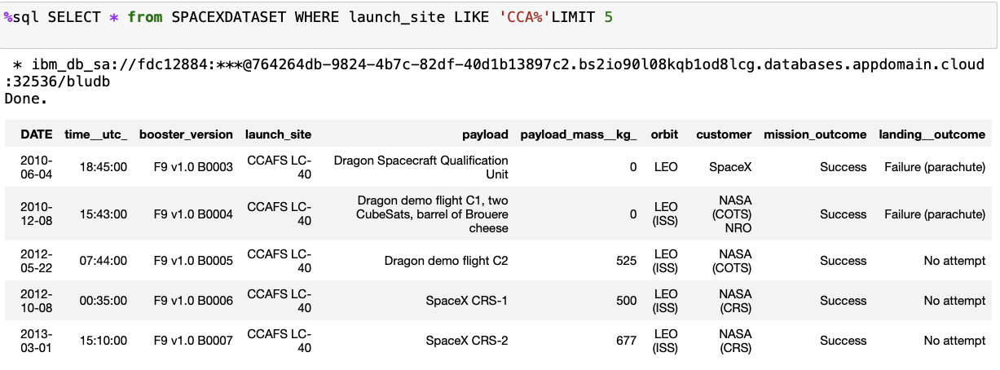 %sql SELECT * from SPACEXDATASET WHERE launch_site LIKE 'CCA%'LIMIT 5
* ibm_db_sa://fdc12884:***@764264db-9824-4b7c-82df-40d1b13897c2.bs2io90l08kqb1od8lcg.databases.appdomain.cloud
:32536/bludb
Done.
DATE time__utc_ booster_version launch_site payload payload_mass__kg_ orbit customer mission_outcome landing__outcome
2010-06-04 18:45:00 F9 v1.0 B0003 CCAFS LC-40 Dragon Spacecraft Qualification Unit 0 LEO SpaceX Success Failure (parachute)
2010-12-08 15:43:00 F9 v1.0 B0004 CCAFS LC-40 Dragon demo flight C1, two CubeSats, barrel of Brouere cheese 0 LEO (ISS) NASA (COTS) NRO Success Failure (parachute)
2012-05-22 07:44:00 F9 v1.0 B0005 CCAFS LC-40 Dragon demo flight C2 525 LEO (ISS) NASA (COTS) Success No attempt
2012-10-08 00:35:00 F9 v1.0 B0006 CCAFS LC-40 SpaceX CRS-1 500 LEO (ISS) NASA (CRS) Success No attempt
2013-03-01 15:10:00 F9 v1.0 B0007 CCAFS LC-40 SpaceX CRS-2 677 LEO (ISS) NASA (CRS) Success No attempt